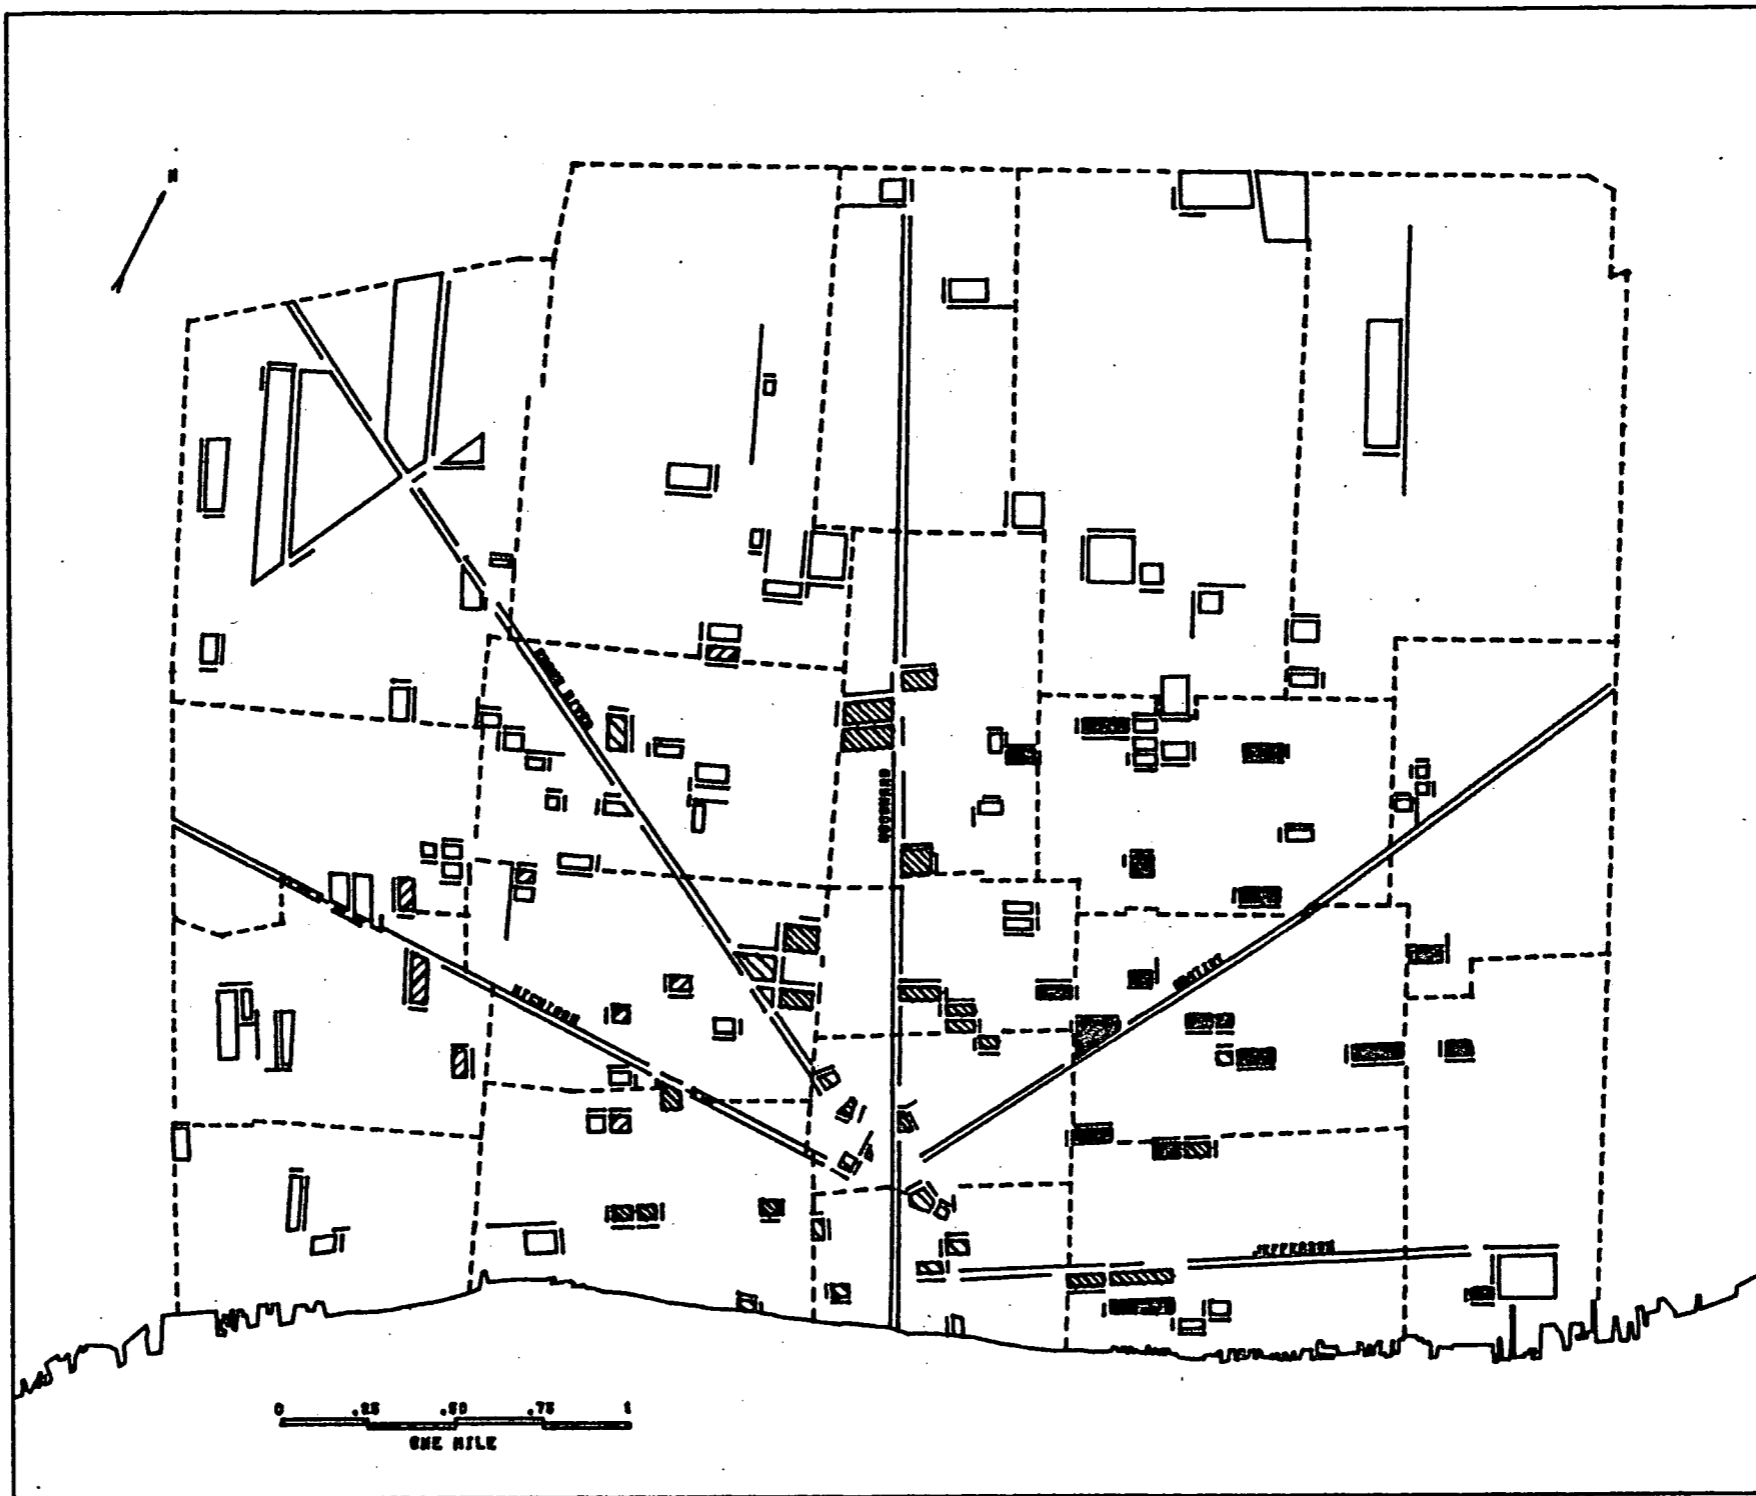 N
GRAND RIVER
WOODWARD
MICHIGAN
GRATIOT
JEFFERSON
0 .25 .50 .75 1
ONE MILE